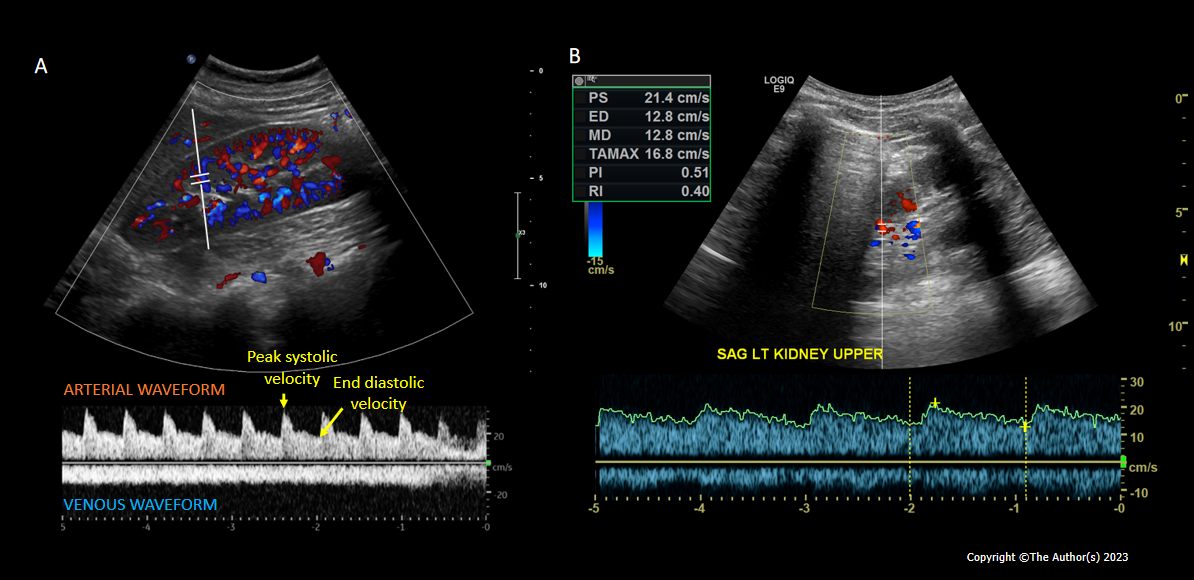 A
0
5
10
B
LOGIQ
E9
PS 21.4 cm/s
ED 12.8 cm/s
MD 12.8 cm/s
TAMAX 16.8 cm/s
PI 0.51
RI 0.40
-15
cm/s
0
5
10
SAG LT KIDNEY UPPER
Peak systolic
velocity
End diastolic
velocity
ARTERIAL WAVEFORM
20
cm/s
-20
VENOUS WAVEFORM
5 -3 -2 -1 -0
30
20
10
cm/s
-10
-5 -4 -3 -2 -1 -0
Copyright ©The Author(s) 2023